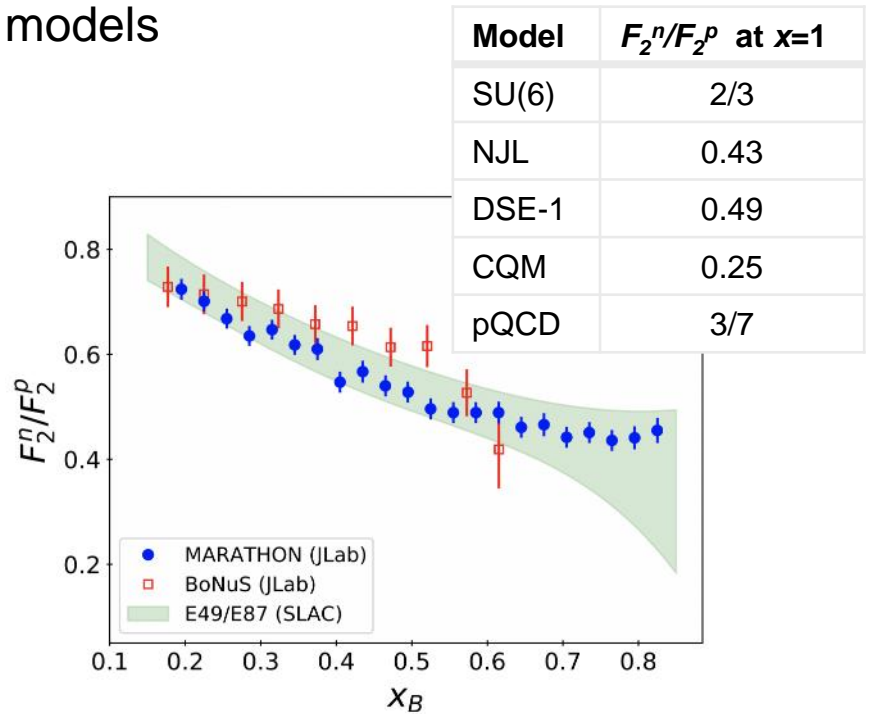 models
Model F₂ⁿ/F₂ᵖ at x=1
SU(6) 2/3
NJL 0.43
DSE-1 0.49
CQM 0.25
pQCD 3/7
0.8
0.6
0.4
0.2
F₂ⁿ/F₂ᵖ
MARATHON (JLab)
BoNuS (JLab)
E49/E87 (SLAC)
0.1 0.2 0.3 0.4 0.5 0.6 0.7 0.8
x_B